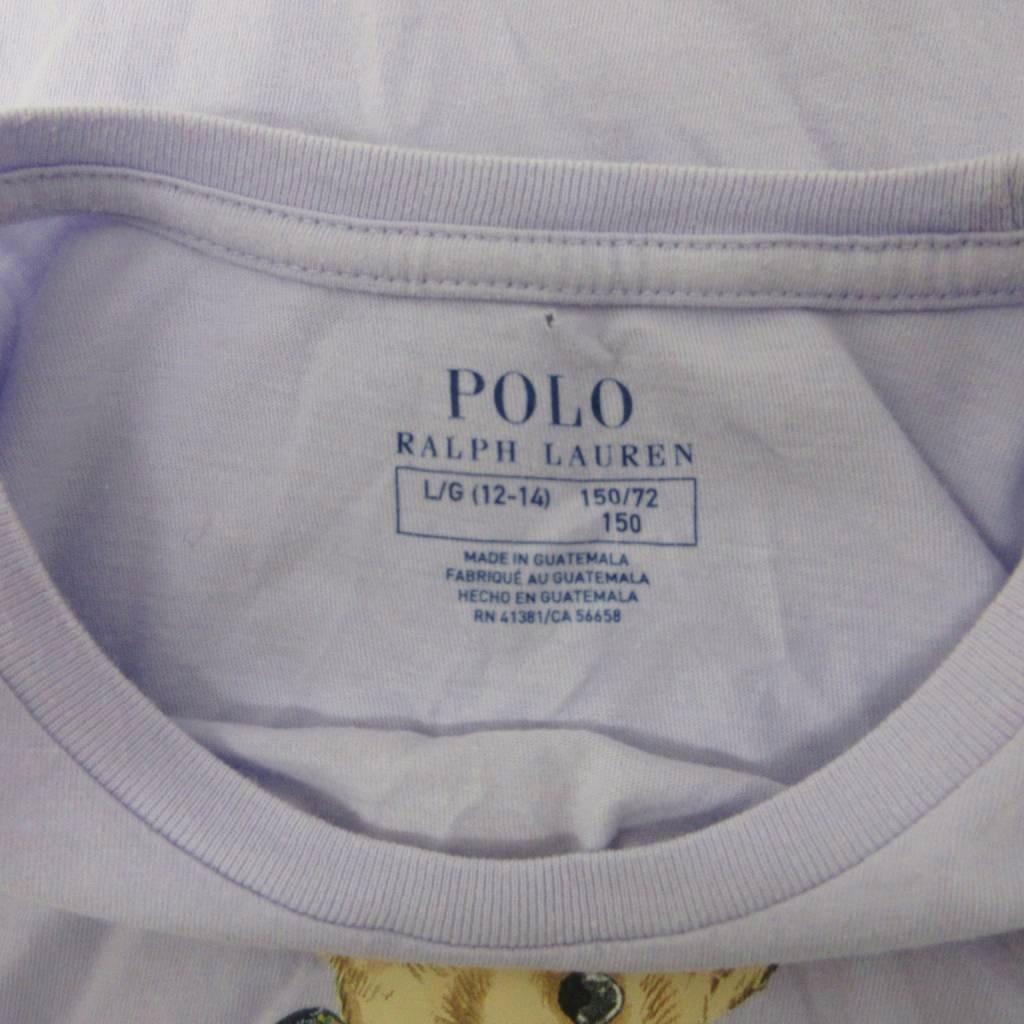 POLO
RALPH LAUREN
L/G (12-14) 150/72
150
MADE IN GUATEMALA
FABRIQUÉ AU GUATEMALA
HECHO EN GUATEMALA
RN 41381/CA 56658